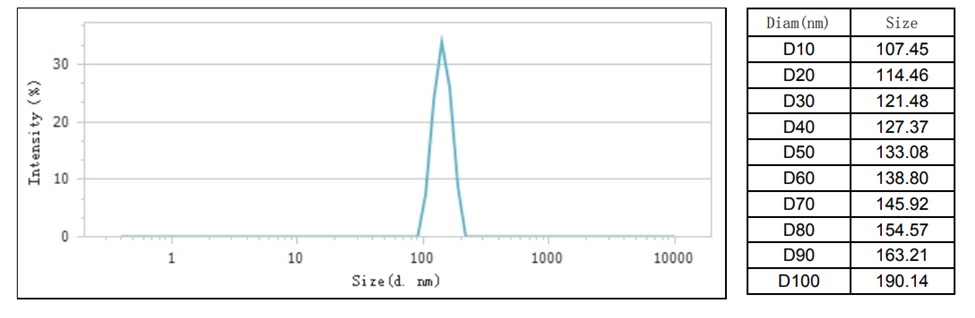 30
20
10
0
Intensity (%)
1 10 100 1000 10000
Size(d. nm)
Diam(nm) Size
D10 107.45
D20 114.46
D30 121.48
D40 127.37
D50 133.08
D60 138.80
D70 145.92
D80 154.57
D90 163.21
D100 190.14